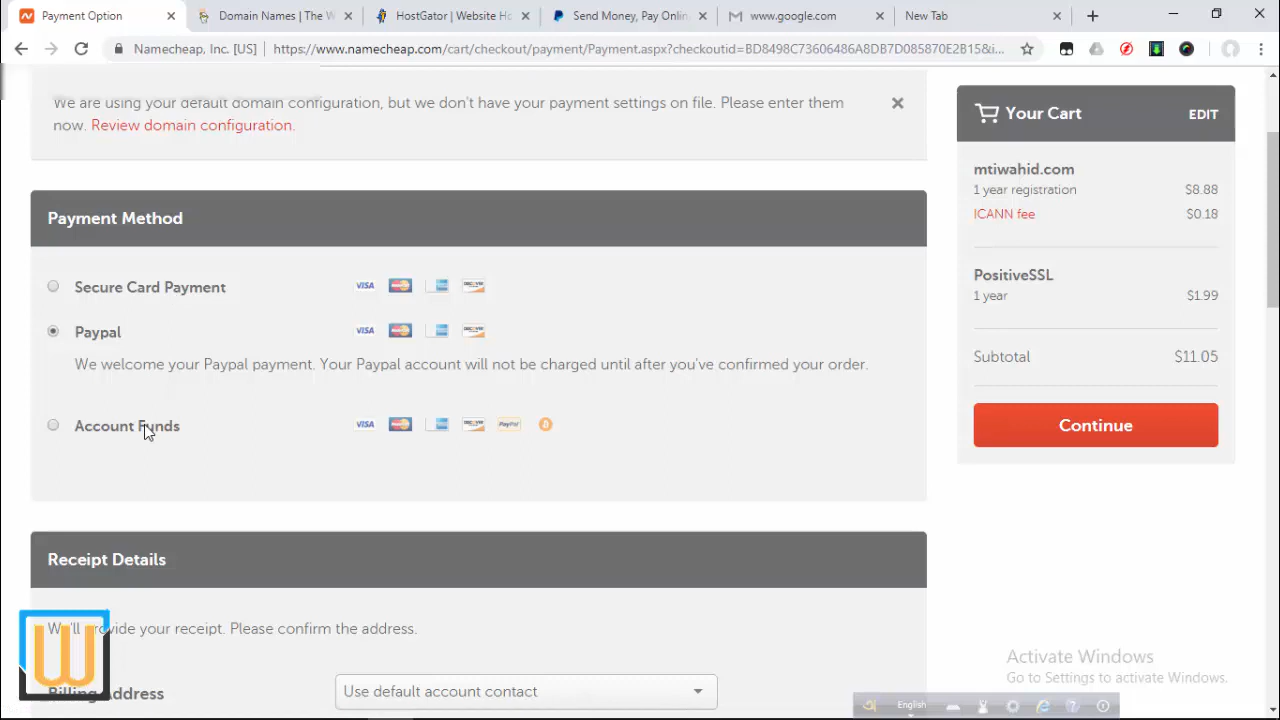 Payment Option
Domain Names | The W
HostGator | Website Ho
Send Money, Pay Onlin
www.google.com
New Tab
Namecheap, Inc. [US]
https://www.namecheap.com/cart/checkout/payment/Payment.aspx?checkoutid=BD8498C73606486A8DB7D085870E2B15&i...
We are using your default domain configuration, but we don't have your payment settings on file. Please enter them
now. Review domain configuration.
Your Cart
EDIT
mtiwahid.com
1 year registration $8.88
ICANN fee $0.18
PositiveSSL
1 year $1.99
Subtotal $11.05
Continue
Payment Method
Secure Card Payment
VISA
Paypal
VISA
We welcome your Paypal payment. Your Paypal account will not be charged until after you've confirmed your order.
Account Funds
VISA
PayPal
Receipt Details
We'll provide your receipt. Please confirm the address.
Billing Address
Use default account contact
W
Activate Windows
Go to Settings to activate Windows.
English